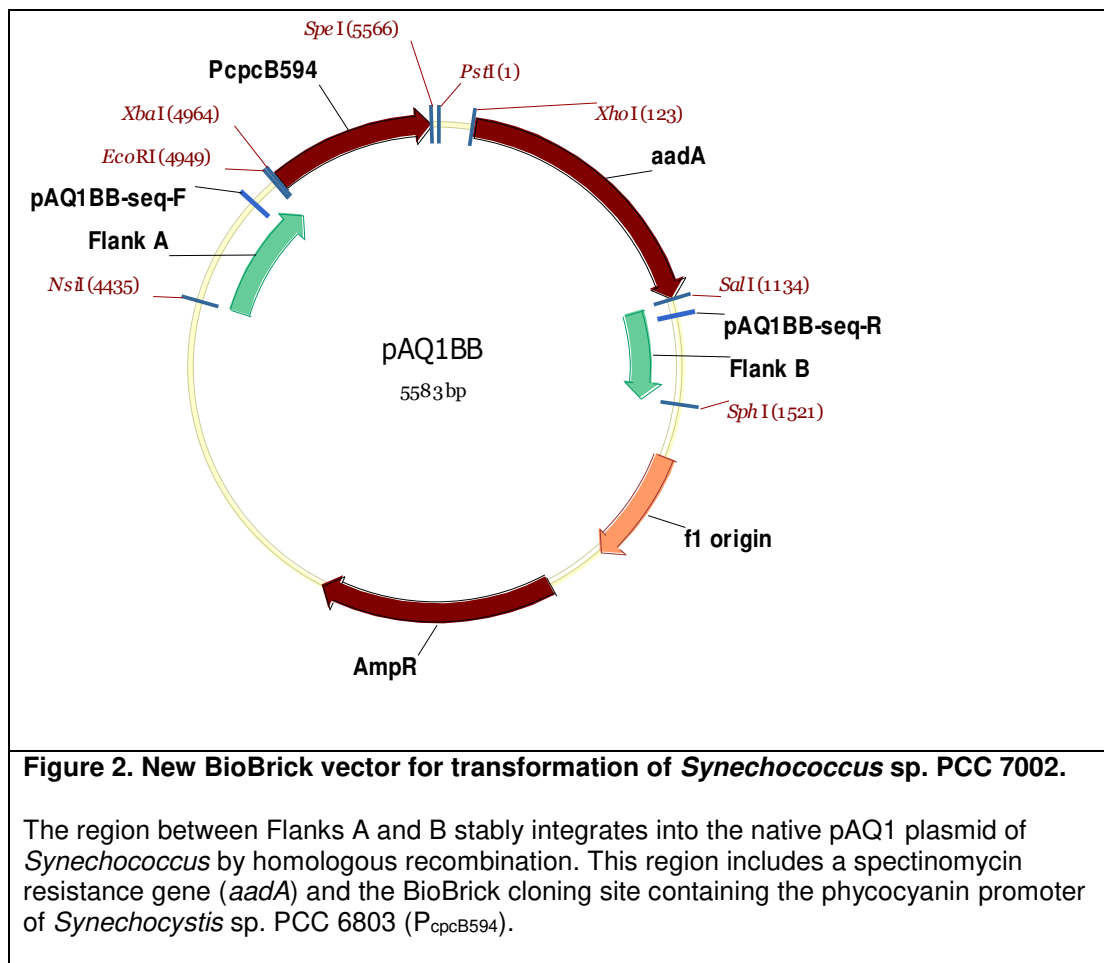 SpeI(5566)
PstI(1)
PcpcB594
XhoI(123)
XbaI(4964)
aadA
EcoRI(4949)
pAQ1BB-seq-F
Flank A
NsiI(4435)
SalI(1134)
pAQ1BB-seq-R
Flank B
SphI(1521)
pAQ1BB
5583 bp
f1 origin
AmpR
Figure 2. New BioBrick vector for transformation of Synechococcus sp. PCC 7002.
The region between Flanks A and B stably integrates into the native pAQ1 plasmid of
Synechococcus by homologous recombination. This region includes a spectinomycin
resistance gene (aadA) and the BioBrick cloning site containing the phycocyanin promoter
of Synechocystis sp. PCC 6803 (PcpcB594).